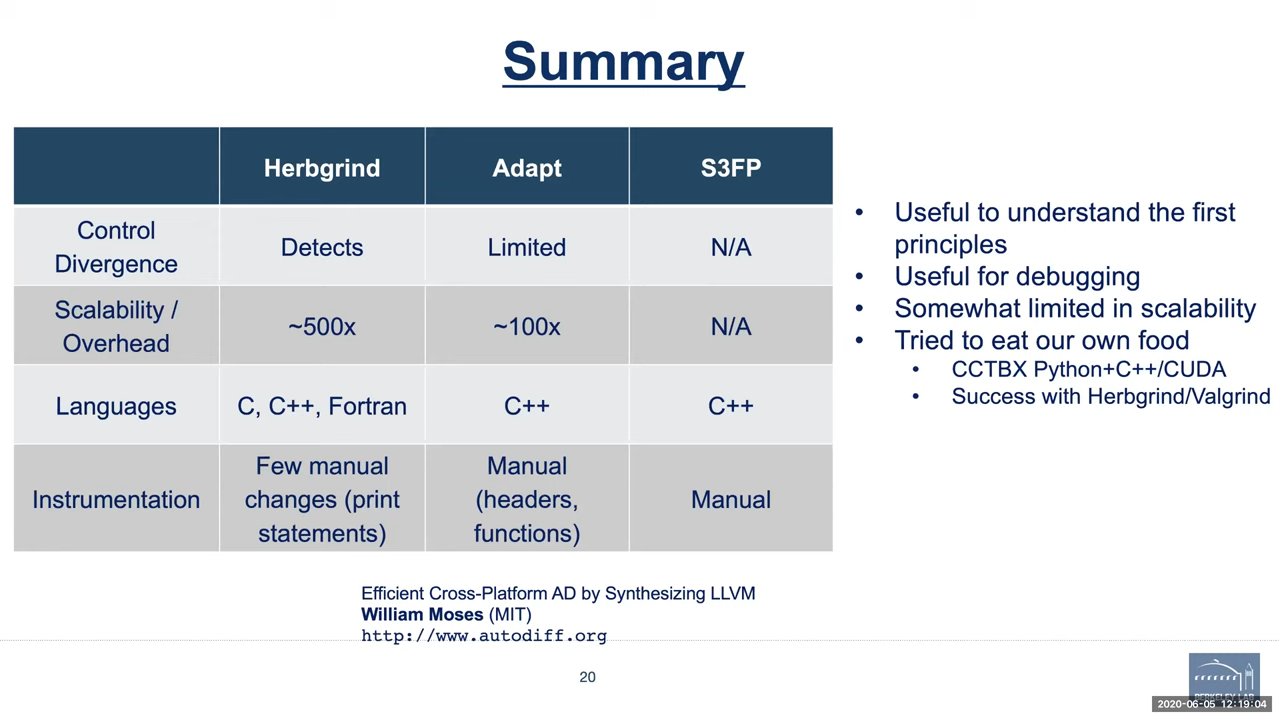 Summary
Herbgrind
Adapt
S3FP
Control
Divergence
Detects
Limited
N/A
Scalability /
Overhead
~500x
~100x
N/A
Languages
C, C++, Fortran
C++
C++
Instrumentation
Few manual
changes (print
statements)
Manual
(headers,
functions)
Manual
• Useful to understand the first
principles
• Useful for debugging
• Somewhat limited in scalability
• Tried to eat our own food
• CCTBX Python+C++/CUDA
• Success with Herbgrind/Valgrind
Efficient Cross-Platform AD by Synthesizing LLVM
William Moses (MIT)
http://www.autodiff.org
20
BERKELEY LAB
2020-06-05 12:19:04